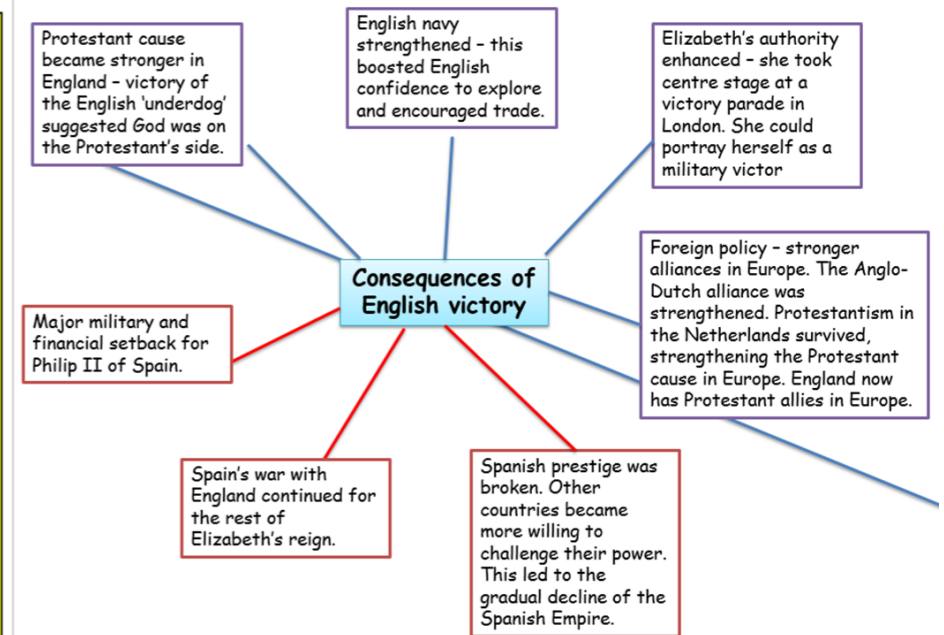 Protestant cause
became stronger in
England – victory of
the English ‘underdog’
suggested God was on
the Protestant’s side.
English navy
strengthened – this
boosted English
confidence to explore
and encouraged trade.
Elizabeth’s authority
enhanced – she took
centre stage at a
victory parade in
London. She could
portray herself as a
military victor
Consequences of
English victory
Foreign policy – stronger
alliances in Europe. The Anglo-
Dutch alliance was
strengthened. Protestantism in
the Netherlands survived,
strengthening the Protestant
cause in Europe. England now
has Protestant allies in Europe.
Major military and
financial setback for
Philip II of Spain.
Spain’s war with
England continued for
the rest of
Elizabeth’s reign.
Spanish prestige was
broken. Other
countries became
more willing to
challenge their power.
This led to the
gradual decline of the
Spanish Empire.